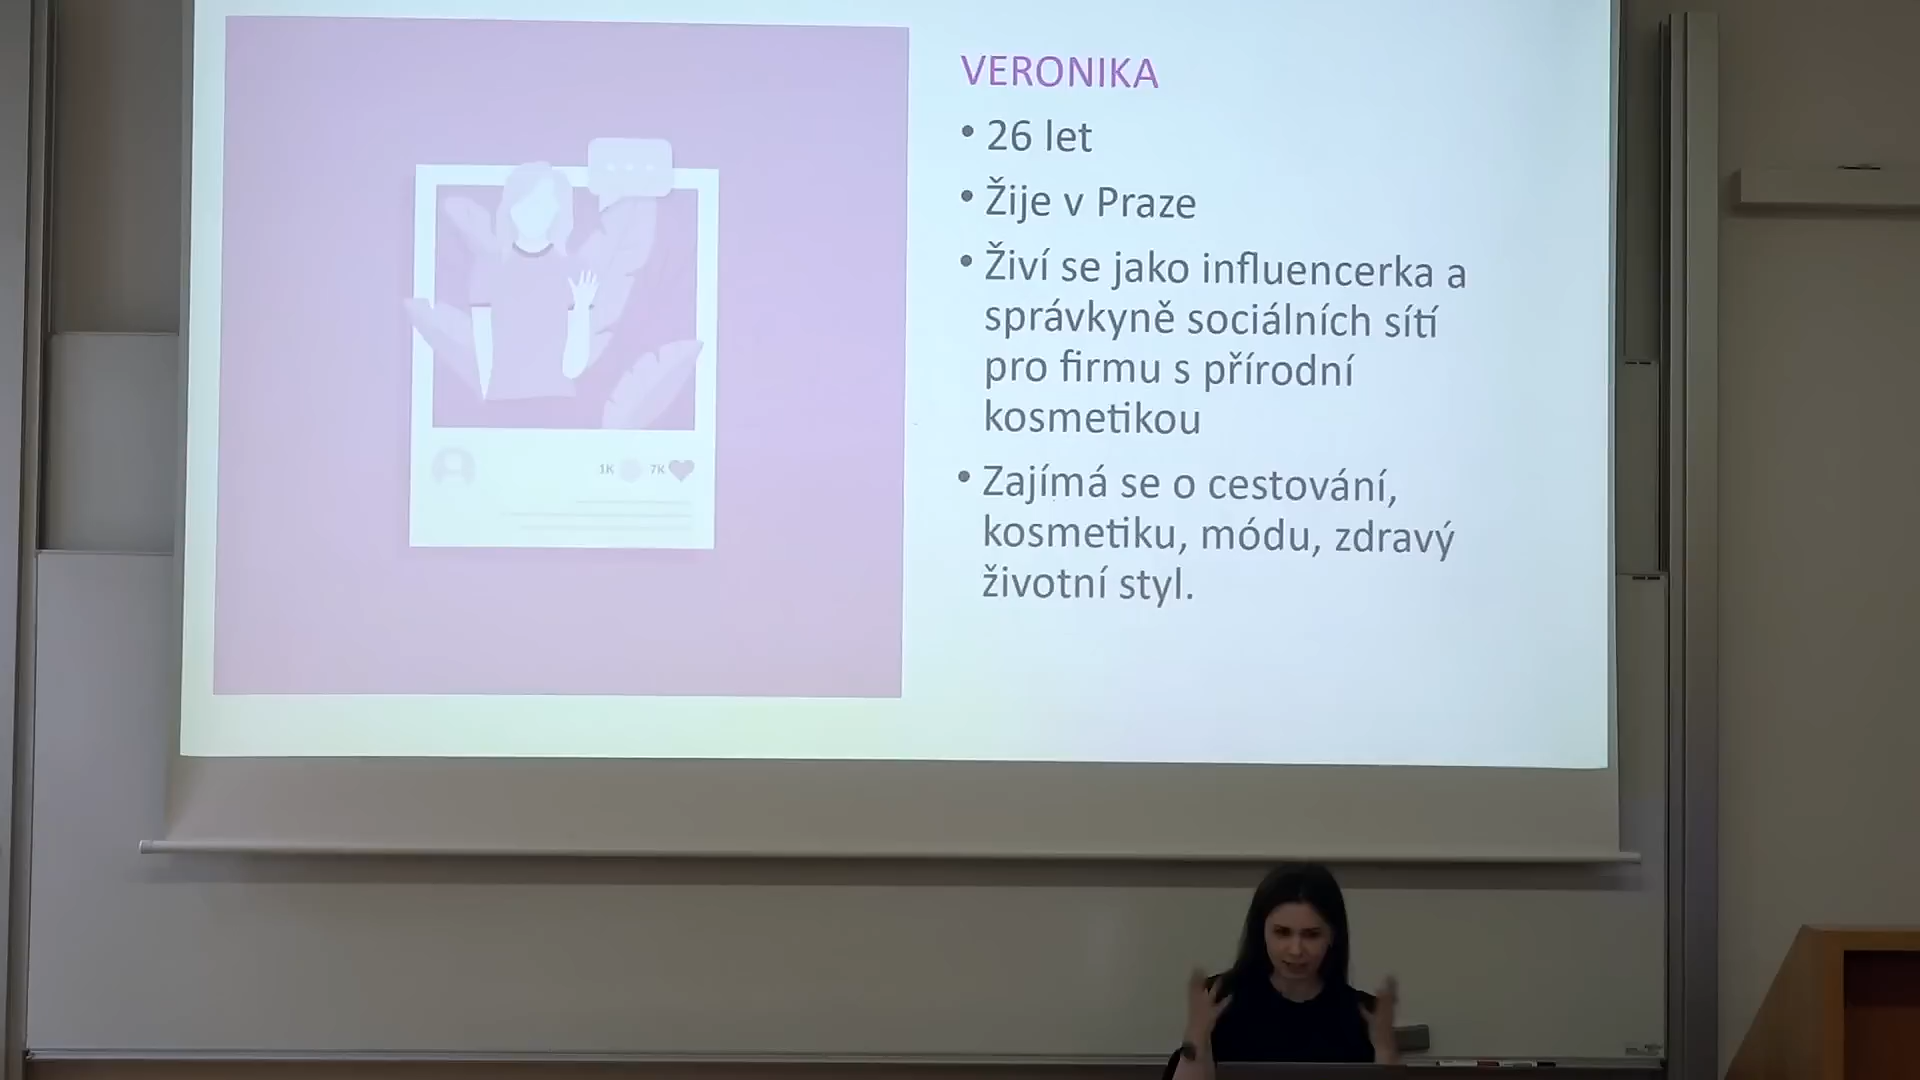 VERONIKA
• 26 let
• Žije v Praze
• Živí se jako influencerka a
správkyně sociálních sítí
pro firmu s přírodní
kosmetikou
• Zajímá se o cestování,
kosmetiku, módu, zdravý
životní styl.
1K 7K